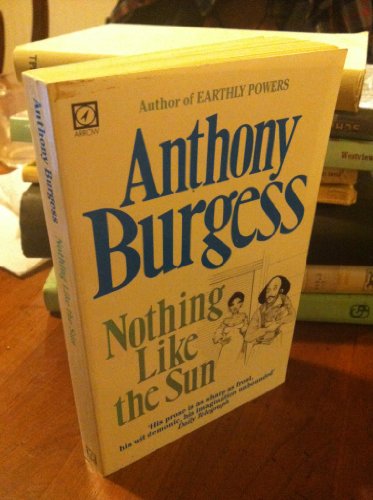 ARROW
Author of EARTHLY POWERS
Anthony
Burgess
Nothing
Like
the Sun
'His prose is as sharp as frost,
his wit demonic, his imagination unbounded'
Daily Telegraph
Anthony Burgess Nothing Like the Sun
Westview